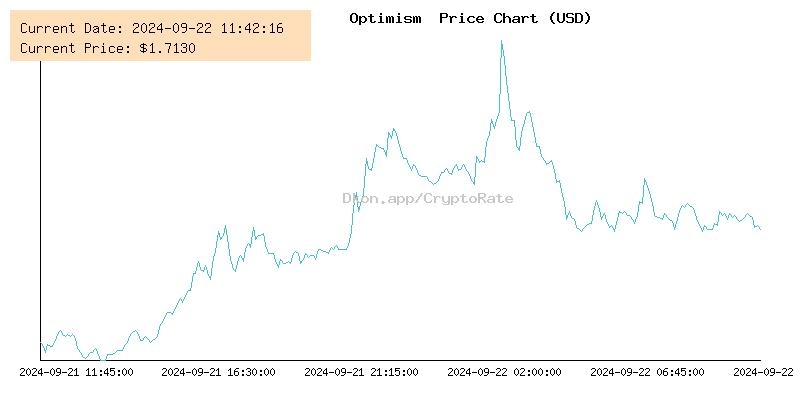 Optimism  Price Chart (USD)
Current Date: 2024-09-22 11:42:16
Current Price: $1.7130
Dhon.app/CryptoRate
2024-09-21 11:45:00 2024-09-21 16:30:00 2024-09-21 21:15:00 2024-09-22 02:00:00 2024-09-22 06:45:00 2024-09-22